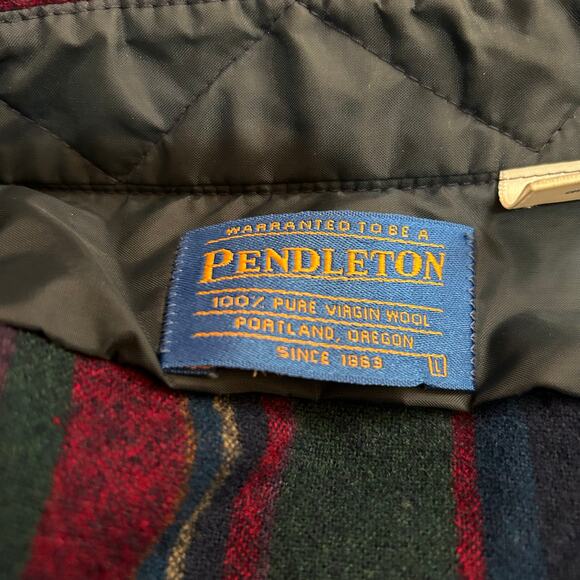 WARRANTED TO BE A
PENDLETON
100% PURE VIRGIN WOOL
PORTLAND, OREGON
SINCE 1863
L